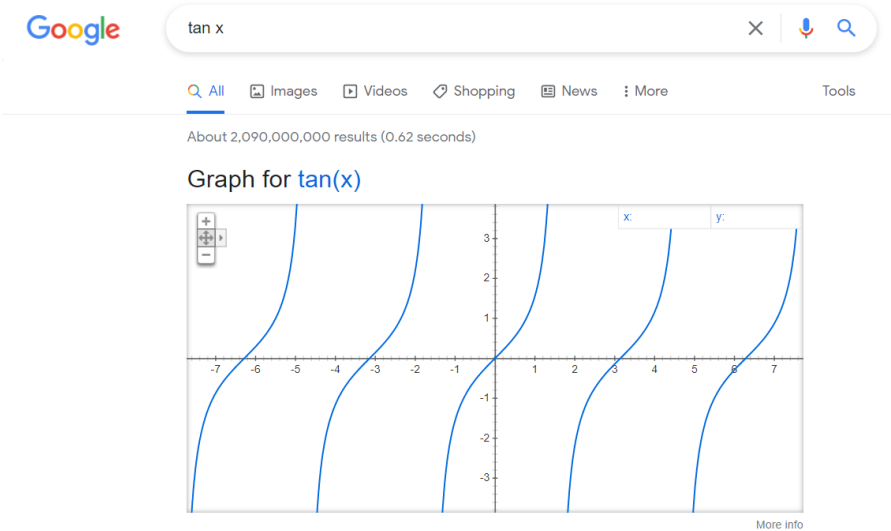 Google tan x
All Images Videos Shopping News More Tools
About 2,090,000,000 results (0.62 seconds)
Graph for tan(x)
+ x: y:
−
3
2
1
-7 -6 -5 -4 -3 -2 -1 1 2 3 4 5 6 7
-1
-2
-3
More info